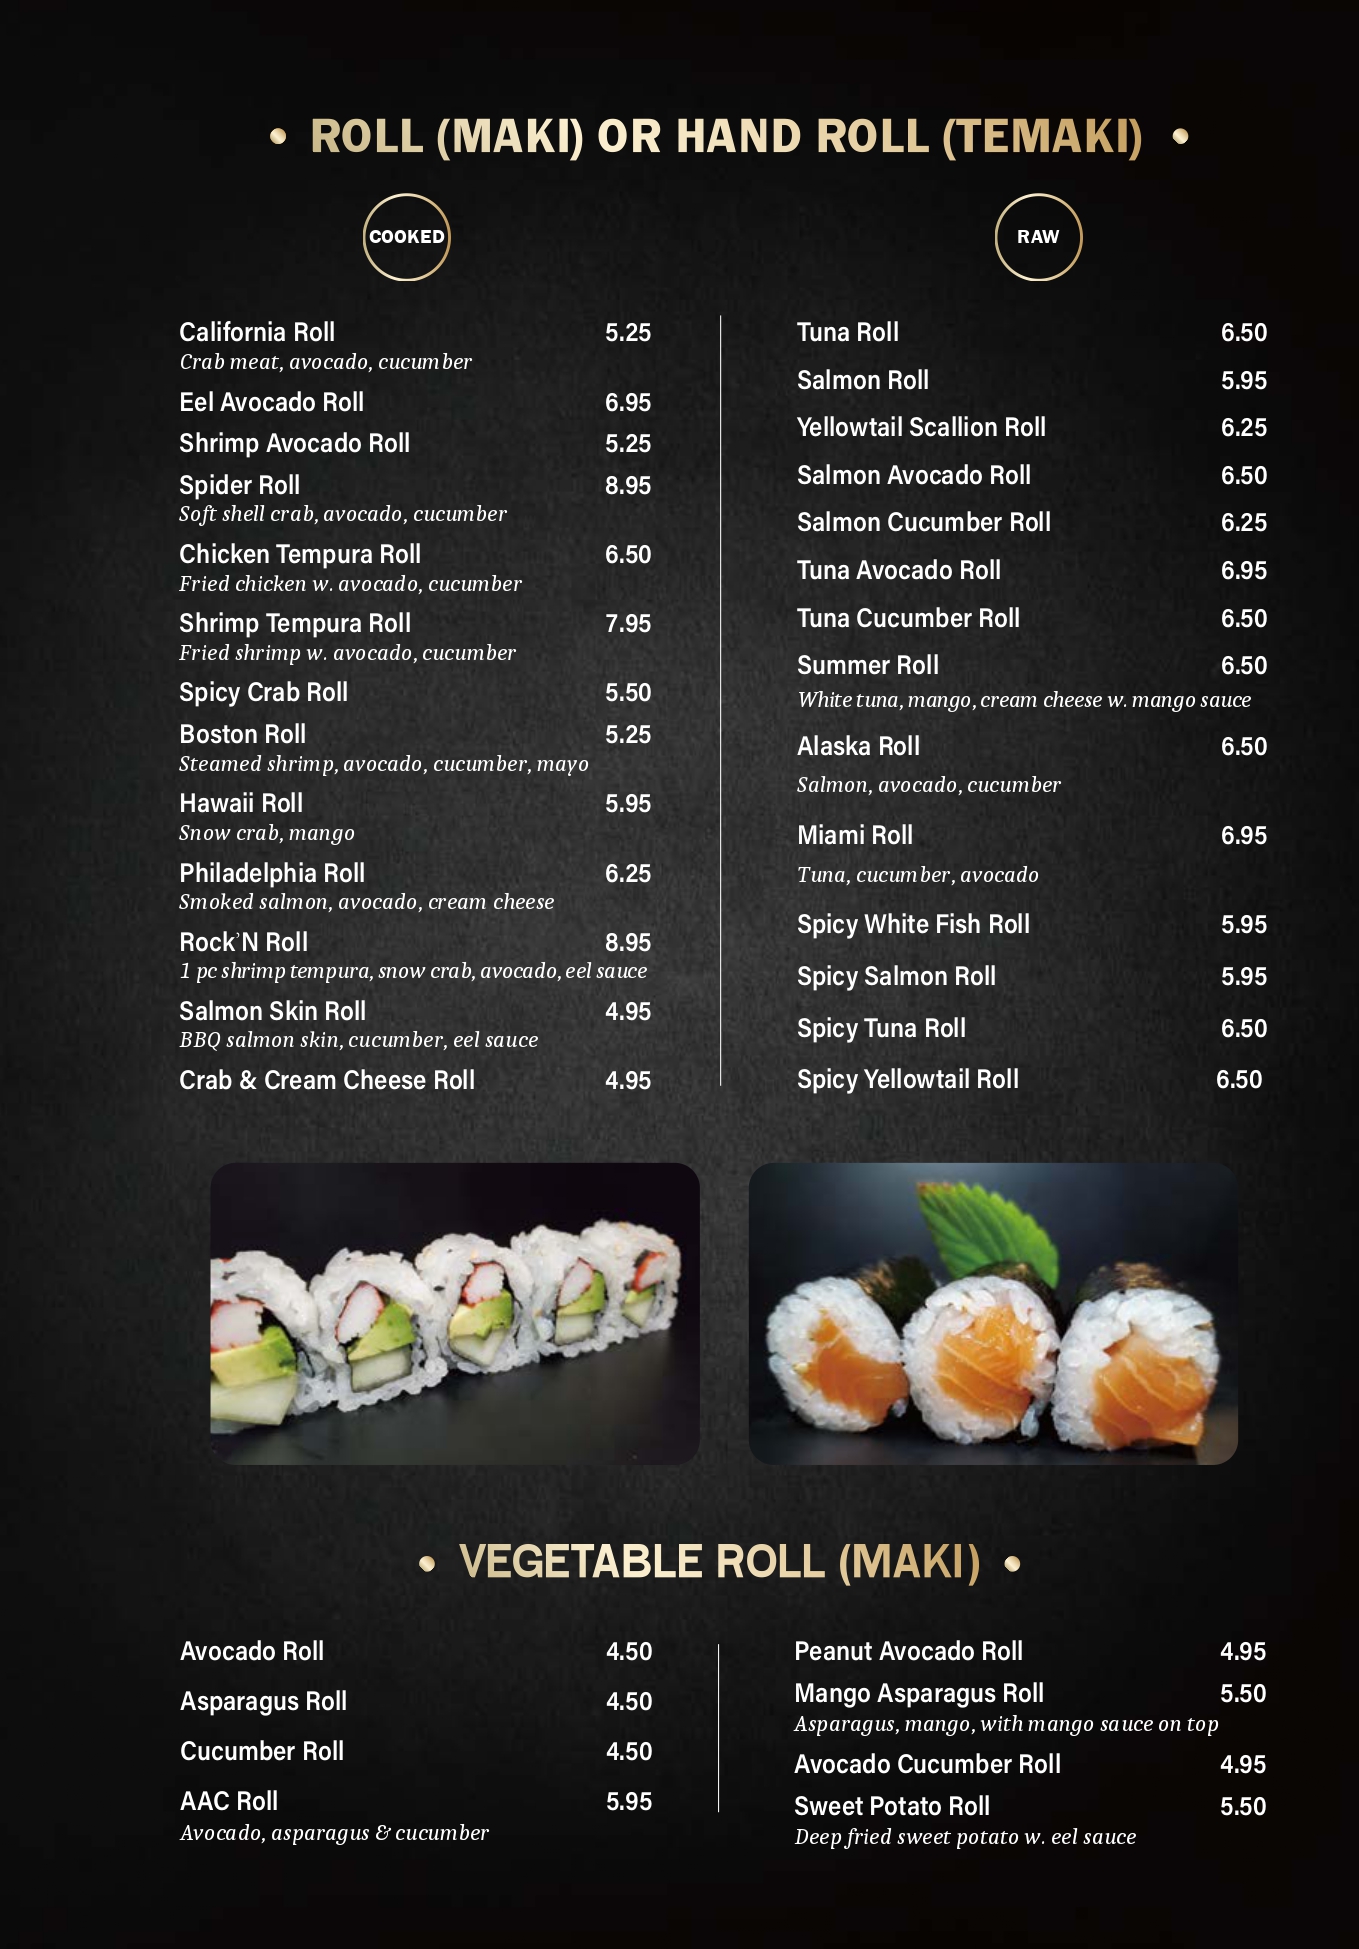 ROLL (MAKI) OR HAND ROLL (TEMAKI)
COOKED
California Roll 5.25
Crab meat, avocado, cucumber
Eel Avocado Roll 6.95
Shrimp Avocado Roll 5.25
Spider Roll 8.95
Soft shell crab, avocado, cucumber
Chicken Tempura Roll 6.50
Fried chicken w. avocado, cucumber
Shrimp Tempura Roll 7.95
Fried shrimp w. avocado, cucumber
Spicy Crab Roll 5.50
Boston Roll 5.25
Steamed shrimp, avocado, cucumber, mayo
Hawaii Roll 5.95
Snow crab, mango
Philadelphia Roll 6.25
Smoked salmon, avocado, cream cheese
Rock’N Roll 8.95
1 pc shrimp tempura, snow crab, avocado, eel sauce
Salmon Skin Roll 4.95
BBQ salmon skin, cucumber, eel sauce
Crab & Cream Cheese Roll 4.95
RAW
Tuna Roll 6.50
Salmon Roll 5.95
Yellowtail Scallion Roll 6.25
Salmon Avocado Roll 6.50
Salmon Cucumber Roll 6.25
Tuna Avocado Roll 6.95
Tuna Cucumber Roll 6.50
Summer Roll 6.50
White tuna, mango, cream cheese w. mango sauce
Alaska Roll 6.50
Salmon, avocado, cucumber
Miami Roll 6.95
Tuna, cucumber, avocado
Spicy White Fish Roll 5.95
Spicy Salmon Roll 5.95
Spicy Tuna Roll 6.50
Spicy Yellowtail Roll 6.50
VEGETABLE ROLL (MAKI)
Avocado Roll 4.50
Asparagus Roll 4.50
Cucumber Roll 4.50
AAC Roll 5.95
Avocado, asparagus & cucumber
Peanut Avocado Roll 4.95
Mango Asparagus Roll 5.50
Asparagus, mango, with mango sauce on top
Avocado Cucumber Roll 4.95
Sweet Potato Roll 5.50
Deep fried sweet potato w. eel sauce